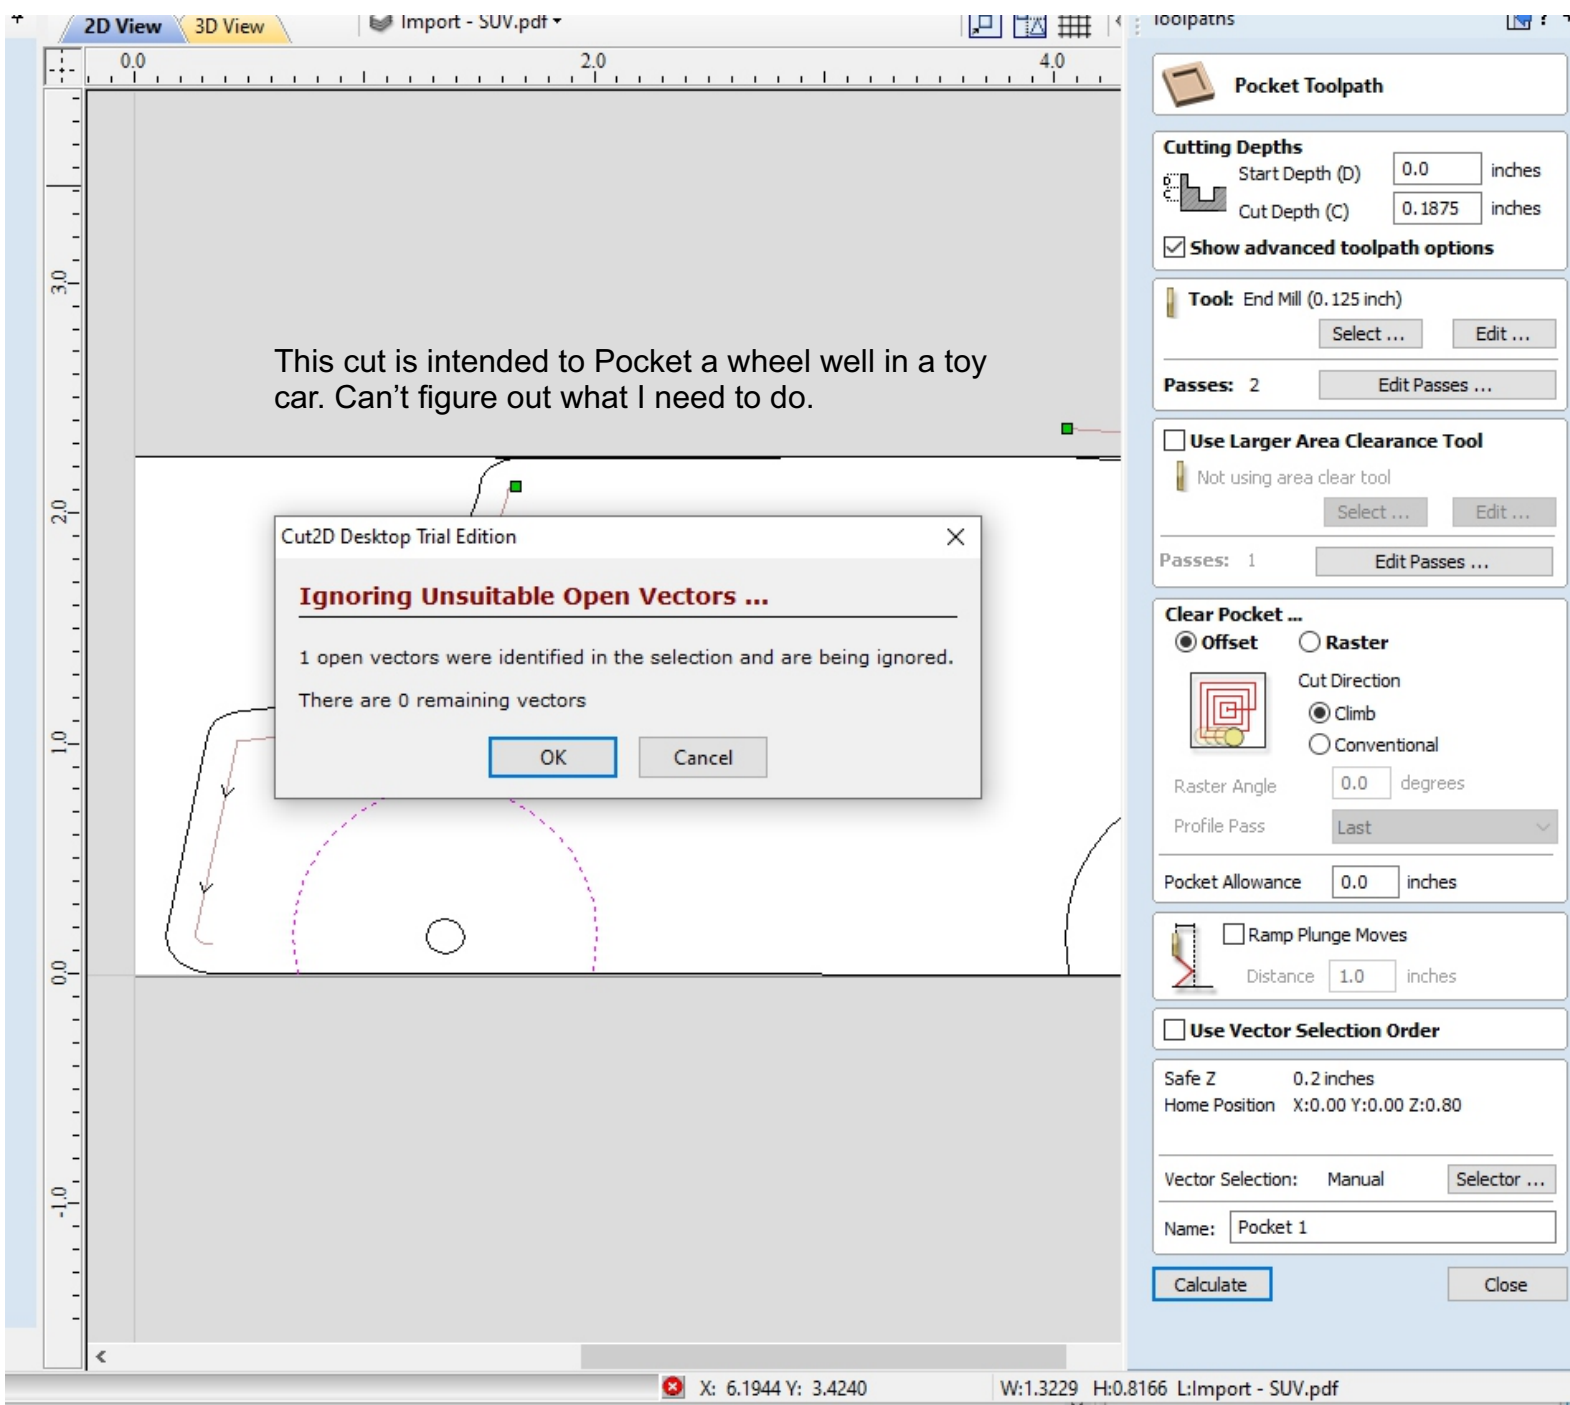 2D View
3D View
Import - SUV.pdf
Toolpaths
?
0.0
2.0
4.0
3.0
2.0
1.0
0.0
-1.0
This cut is intended to Pocket a wheel well in a toy
car. Can't figure out what I need to do.
Cut2D Desktop Trial Edition
Ignoring Unsuitable Open Vectors ...
1 open vectors were identified in the selection and are being ignored.
There are 0 remaining vectors
OK Cancel
Pocket Toolpath
Cutting Depths
D
C
Start Depth (D) 0.0 inches
Cut Depth (C) 0.1875 inches
Show advanced toolpath options
Tool: End Mill (0.125 inch)
Select ... Edit ...
Passes: 2 Edit Passes ...
Use Larger Area Clearance Tool
Not using area clear tool
Select ... Edit ...
Passes: 1 Edit Passes ...
Clear Pocket ...
Offset Raster
Cut Direction
Climb
Conventional
Raster Angle 0.0 degrees
Profile Pass Last
Pocket Allowance 0.0 inches
Ramp Plunge Moves
Distance 1.0 inches
Use Vector Selection Order
Safe Z 0.2 inches
Home Position X:0.00 Y:0.00 Z:0.80
Vector Selection: Manual Selector ...
Name: Pocket 1
Calculate Close
X: 6.1944 Y: 3.4240 W:1.3229 H:0.8166 L:Import - SUV.pdf